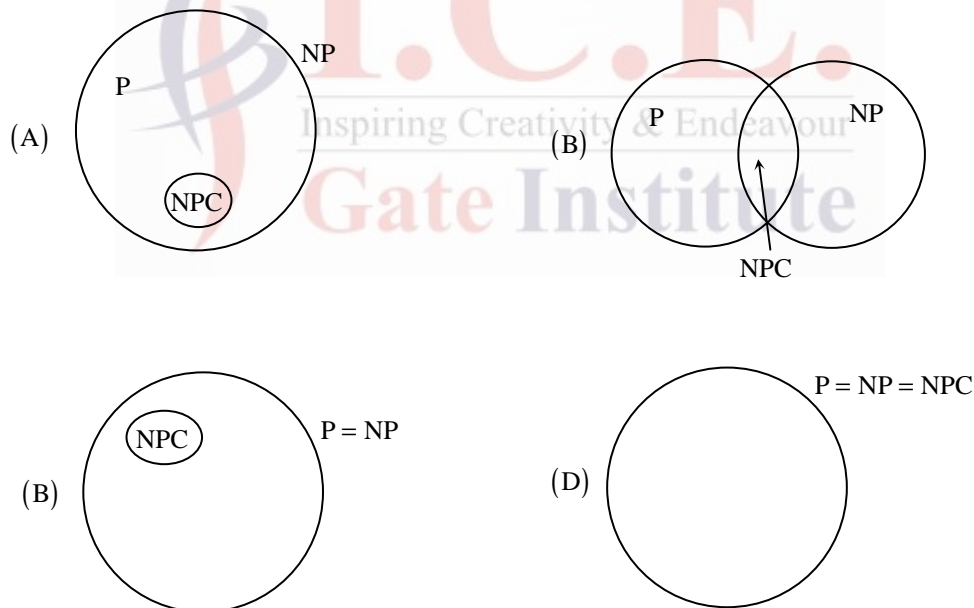 I.C.E.
Inspiring Creativity & Endeavour
Gate Institute
(A)
P
NP
NPC
(B)
P
NP
NPC
(B)
NPC
P = NP
(D)
P = NP = NPC